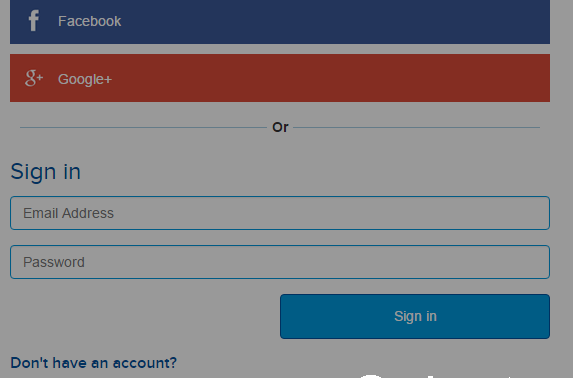 Facebook
Google+
Or
Sign in
Email Address
Password
Sign in
Don't have an account?